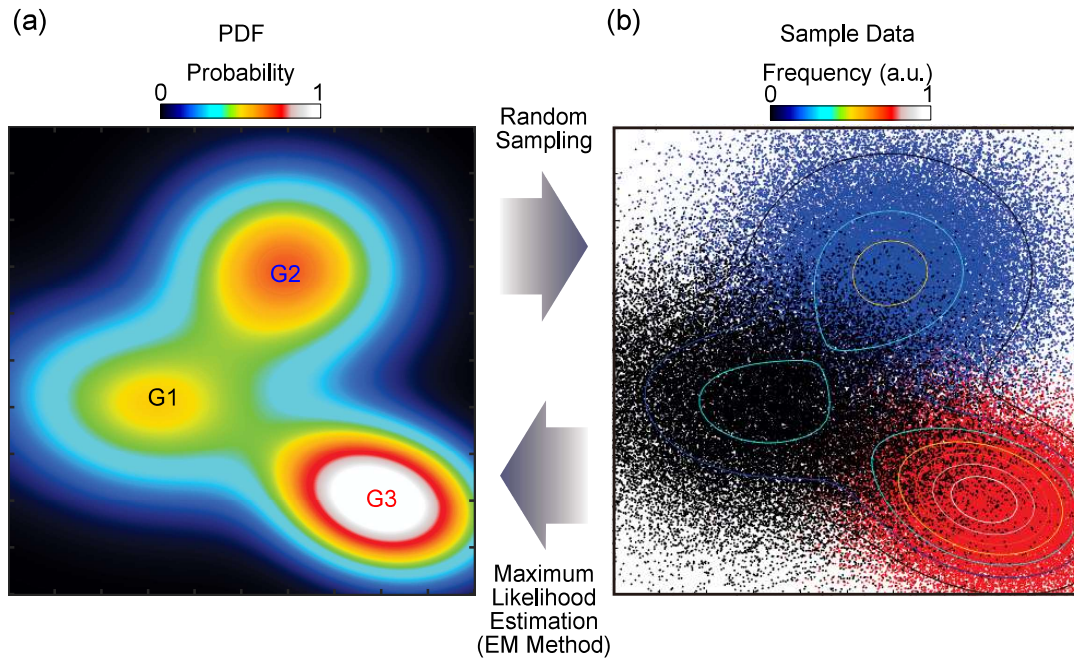 (a)
PDF
Probability
0 1
G2
G1
G3
Random
Sampling
Maximum
Likelihood
Estimation
(EM Method)
(b)
Sample Data
Frequency (a.u.)
0 1